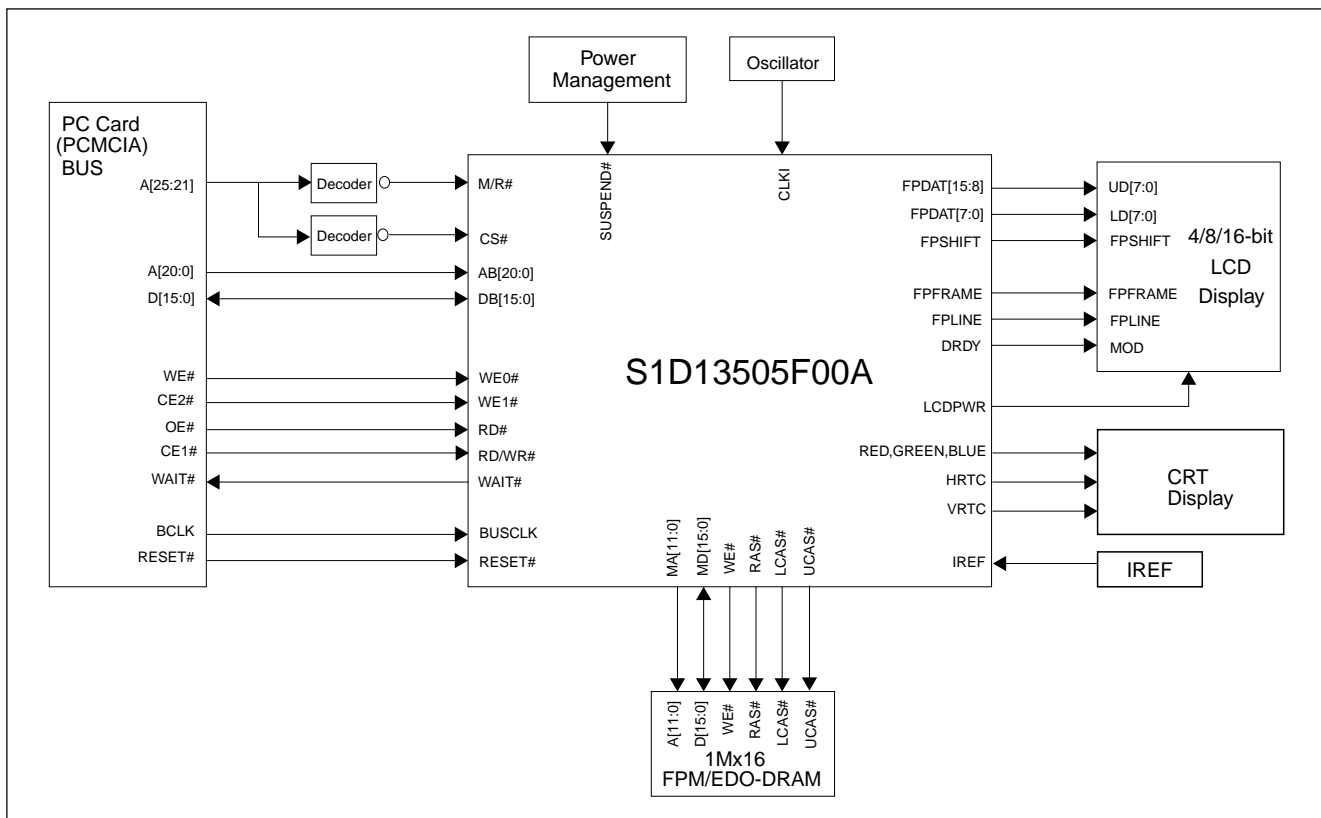 Power
Management
Oscillator
PC Card
(PCMCIA)
BUS
A[25:21]
Decoder
M/R#
Decoder
CS#
A[20:0]
AB[20:0]
D[15:0]
DB[15:0]
WE#
WE0#
CE2#
WE1#
OE#
RD#
CE1#
RD/WR#
WAIT#
WAIT#
BCLK
BUSCLK
RESET#
RESET#
SUSPEND#
CLKI
S1D13505F00A
FPDAT[15:8]
UD[7:0]
FPDAT[7:0]
LD[7:0]
FPSHIFT
FPSHIFT
4/8/16-bit
LCD
Display
FPFRAME
FPFRAME
FPLINE
FPLINE
DRDY
MOD
LCDPWR
RED,GREEN,BLUE
HRTC
VRTC
CRT
Display
IREF
IREF
MA[11:0]
MD[15:0]
WE#
RAS#
LCAS#
UCAS#
A[11:0]
D[15:0]
WE#
RAS#
LCAS#
UCAS#
1Mx16
FPM/EDO-DRAM